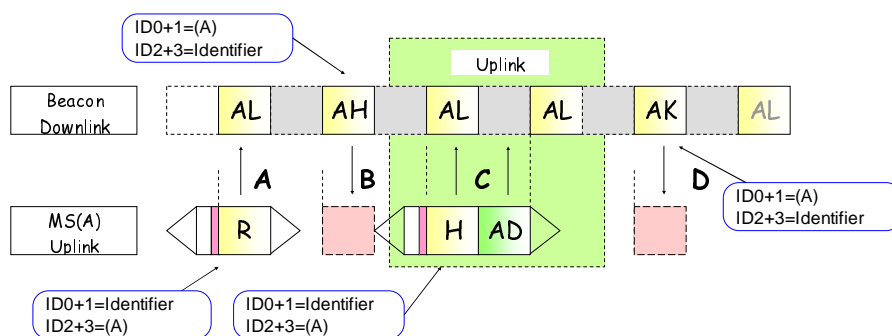 ID0+1=(A)
ID2+3=Identifier
Uplink
Beacon
Downlink
AL
AH
AL
AL
AK
AL
A
B
C
D
ID0+1=(A)
ID2+3=Identifier
MS(A)
Uplink
R
H
AD
ID0+1=Identifier
ID2+3=(A)
ID0+1=Identifier
ID2+3=(A)